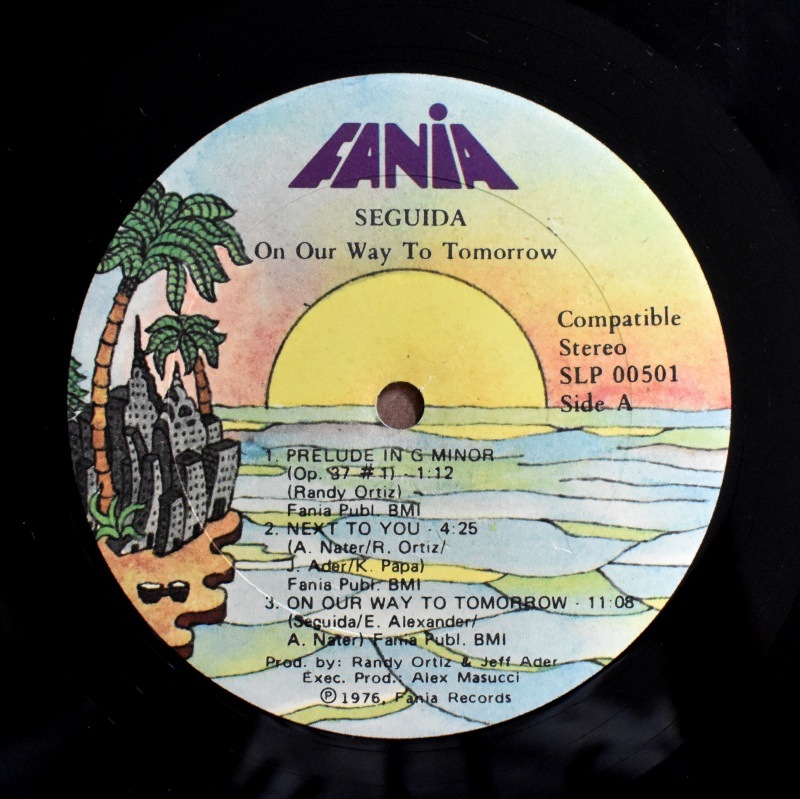 FANiA
SEGUIDA
On Our Way To Tomorrow
Compatible
Stereo
SLP 00501
Side A
1. PRELUDE IN G MINOR
(Op. 37 # 1) - 1:12
(Randy Ortiz)
Fania Publ. BMI
2. NEXT TO YOU - 4:25
(A. Nater/R. Ortiz/
J. Ader/K. Papa)
Fania Publ. BMI
3. ON OUR WAY TO TOMORROW - 11:08
(Seguida/E. Alexander/
A. Nater) Fania Publ. BMI
Prod. by: Randy Ortiz & Jeff Ader
Exec. Prod.: Alex Masucci
℗ 1976, Fania Records